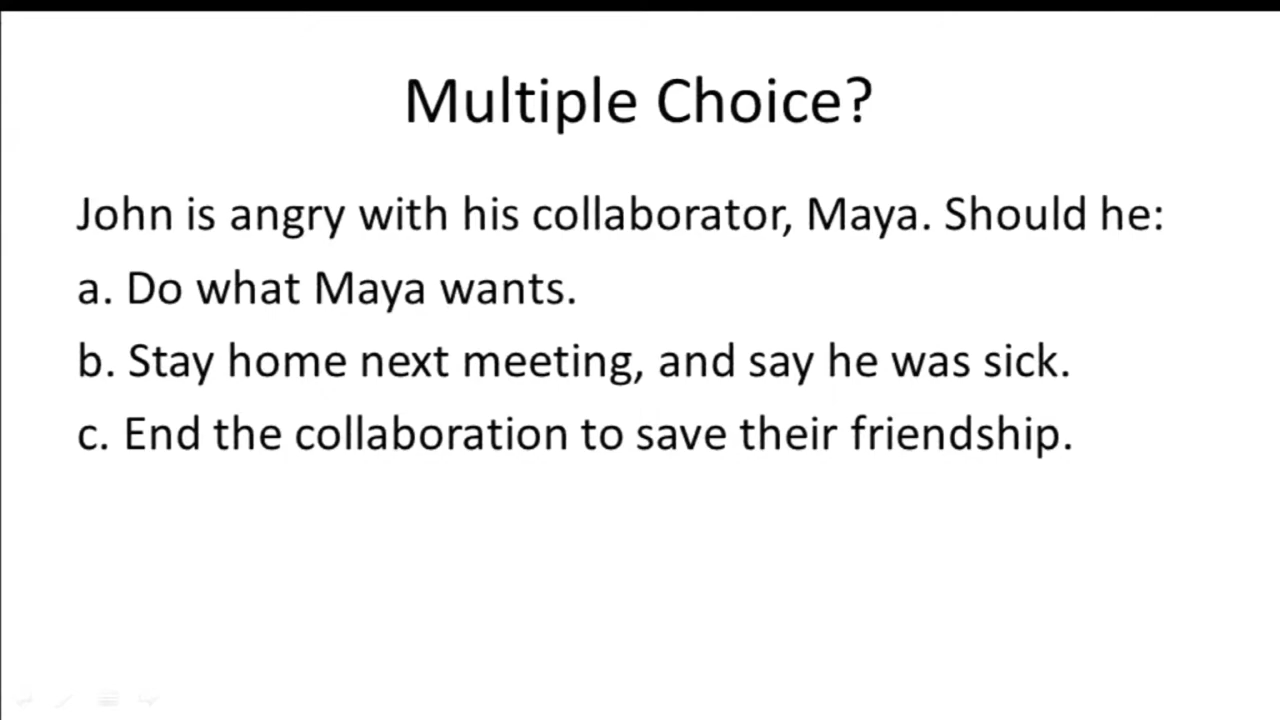 Multiple Choice?
John is angry with his collaborator, Maya. Should he:
a. Do what Maya wants.
b. Stay home next meeting, and say he was sick.
c. End the collaboration to save their friendship.